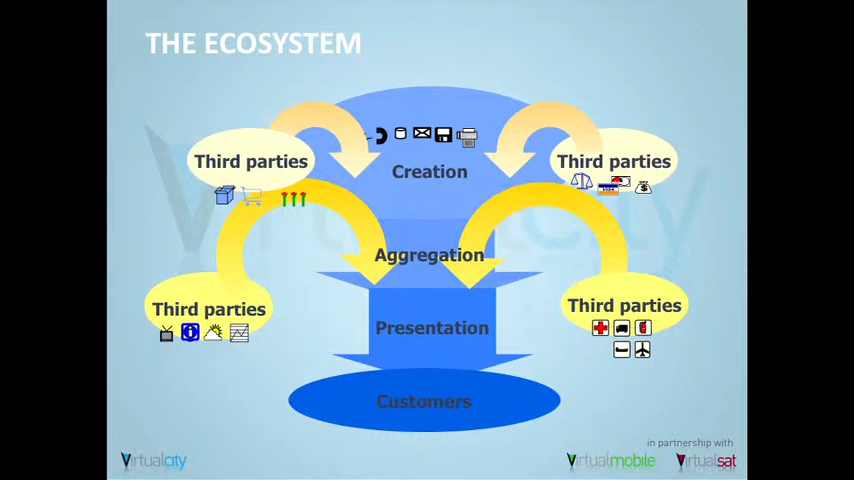 THE ECOSYSTEM
Third parties
Third parties
Creation
Aggregation
Third parties
Third parties
Presentation
Customers
in partnership with
Virtualcity
Virtualmobile
Virtualsat